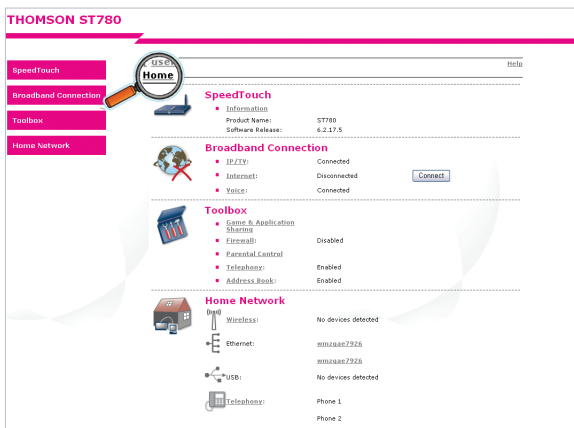 THOMSON ST780
SpeedTouch
Broadband Connection
Toolbox
Home Network
user
Home
Help
SpeedTouch
Information
Product Name: ST780
Software Release: 6.2.17.5
Broadband Connection
IP/TV: Connected
Internet: Disconnected Connect
Voice: Connected
Toolbox
Game & Application
Sharing
Firewall: Disabled
Parental Control
Telephony: Enabled
Address Book: Enabled
Home Network
Wireless: No devices detected
Ethernet: wmzqae7926
wmzqae7926
USB: No devices detected
Telephony: Phone 1
Phone 2